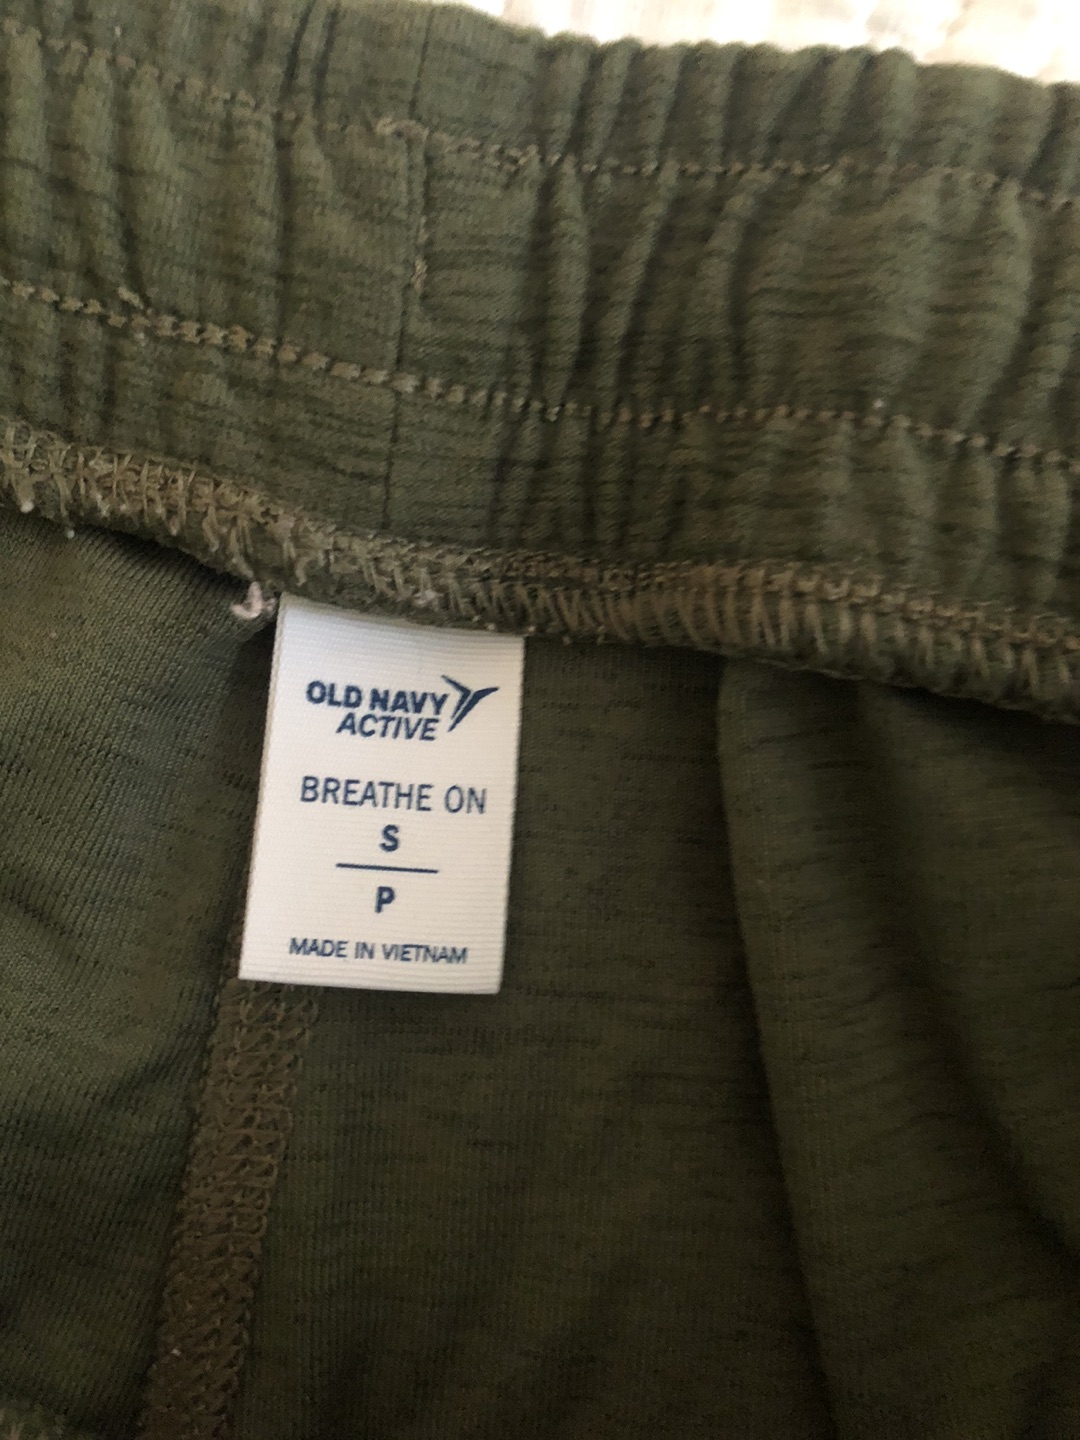 OLD NAVY
ACTIVE
BREATHE ON
S
P
MADE IN VIETNAM